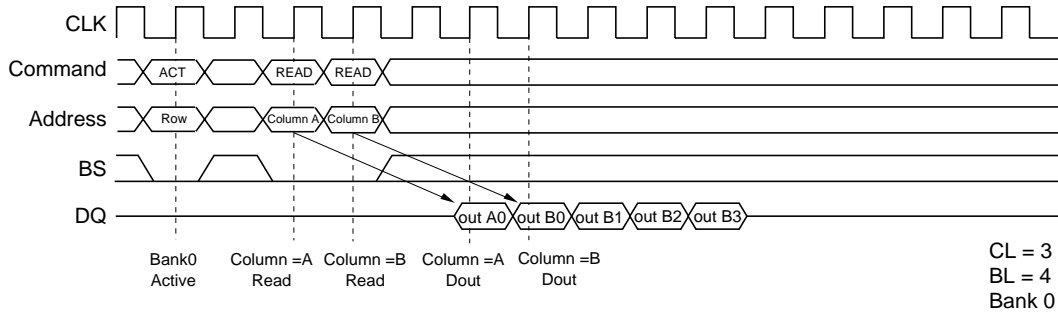 CLK
Command ACT READ READ
Address Row Column A Column B
BS
DQ out A0 out B0 out B1 out B2 out B3
Bank0 Column =A Column =B Column =A Column =B
Active Read Read Dout Dout
CL = 3
BL = 4
Bank 0